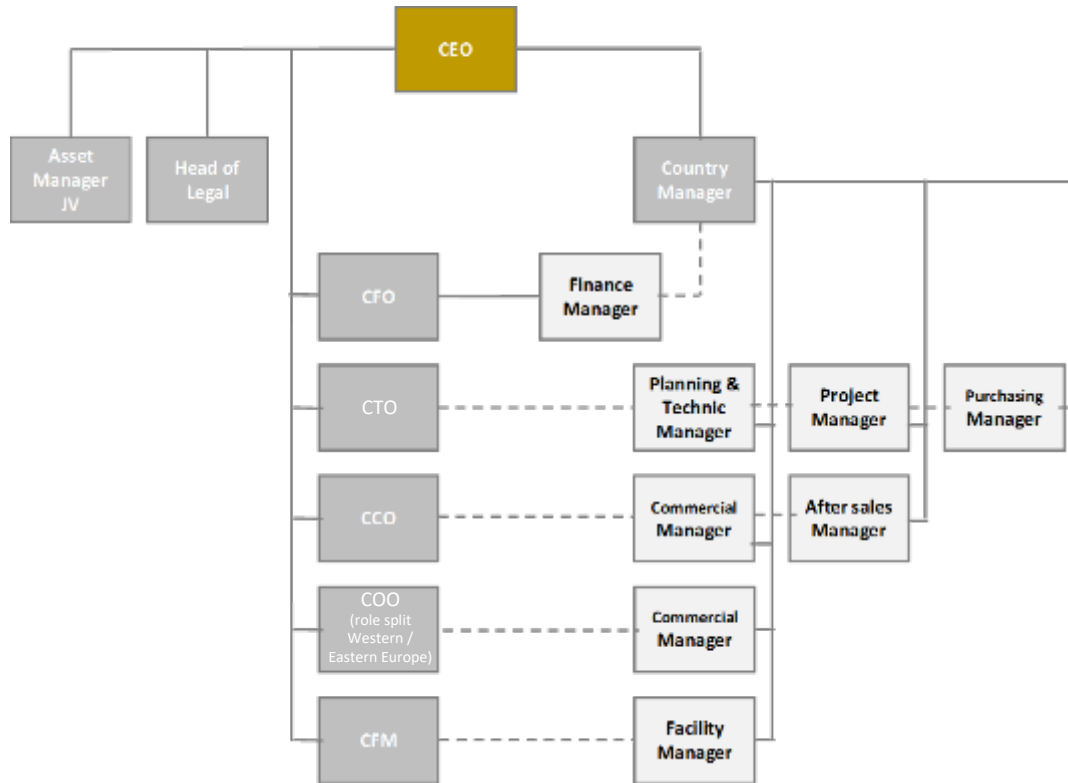 CEO
Asset
Manager
JV
Head of
Legal
Country
Manager
CFO
Finance
Manager
CTO
Planning &
Technic
Manager
Project
Manager
Purchasing
Manager
CCO
Commercial
Manager
After sales
Manager
COO
(role split
Western /
Eastern Europe)
Commercial
Manager
CFM
Facility
Manager